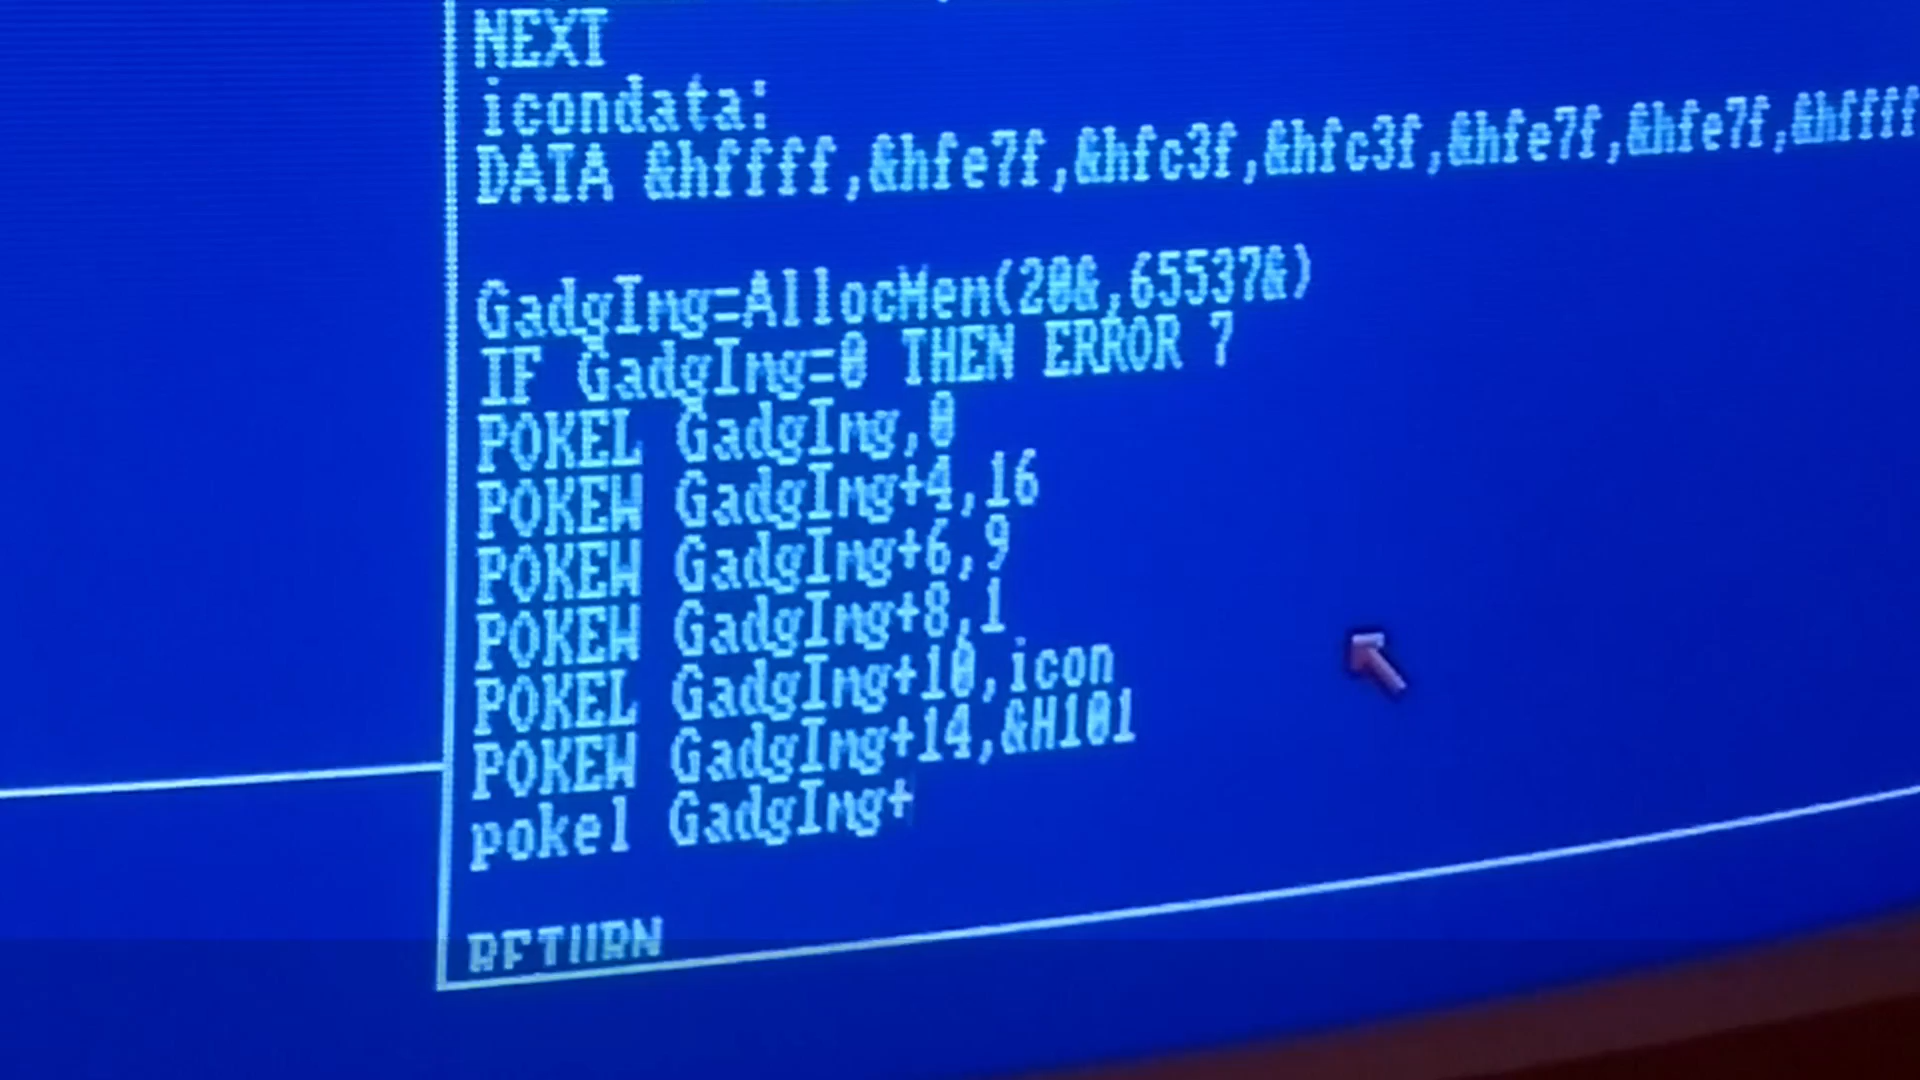 NEXT
icondata:
DATA &hffff,&hfe7f,&hfc3f,&hfc3f,&hfe7f,&hfe7f,&hffff
GadgImg=AllocMem(20&,65537&)
IF GadgImg=0 THEN ERROR 7
POKEL GadgImg,0
POKEW GadgImg+4,16
POKEW GadgImg+6,9
POKEW GadgImg+8,1
POKEL GadgImg+10,icon
POKEW GadgImg+14,&H101
pokel GadgImg+
RETURN